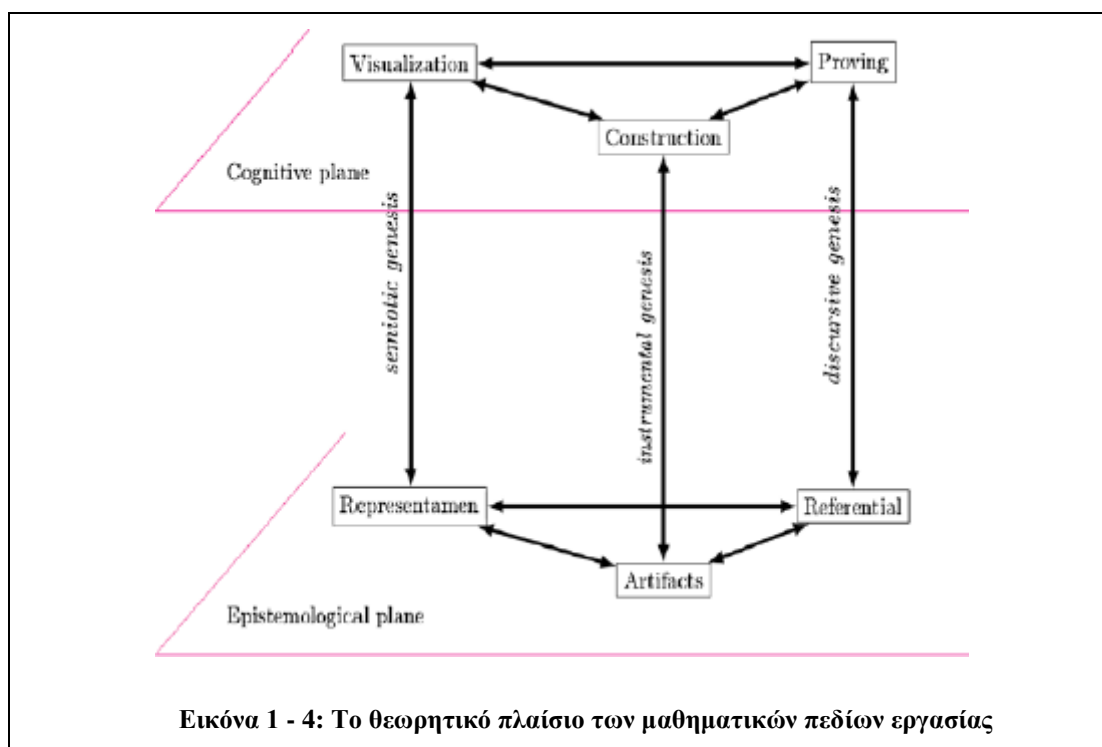 Visualization
Proving
Construction
Cognitive plane
semiotic genesis
instrumental genesis
discursive genesis
Representamen
Referential
Artifacts
Epistemological plane
Εικόνα 1 - 4: Το θεωρητικό πλαίσιο των μαθηματικών πεδίων εργασίας